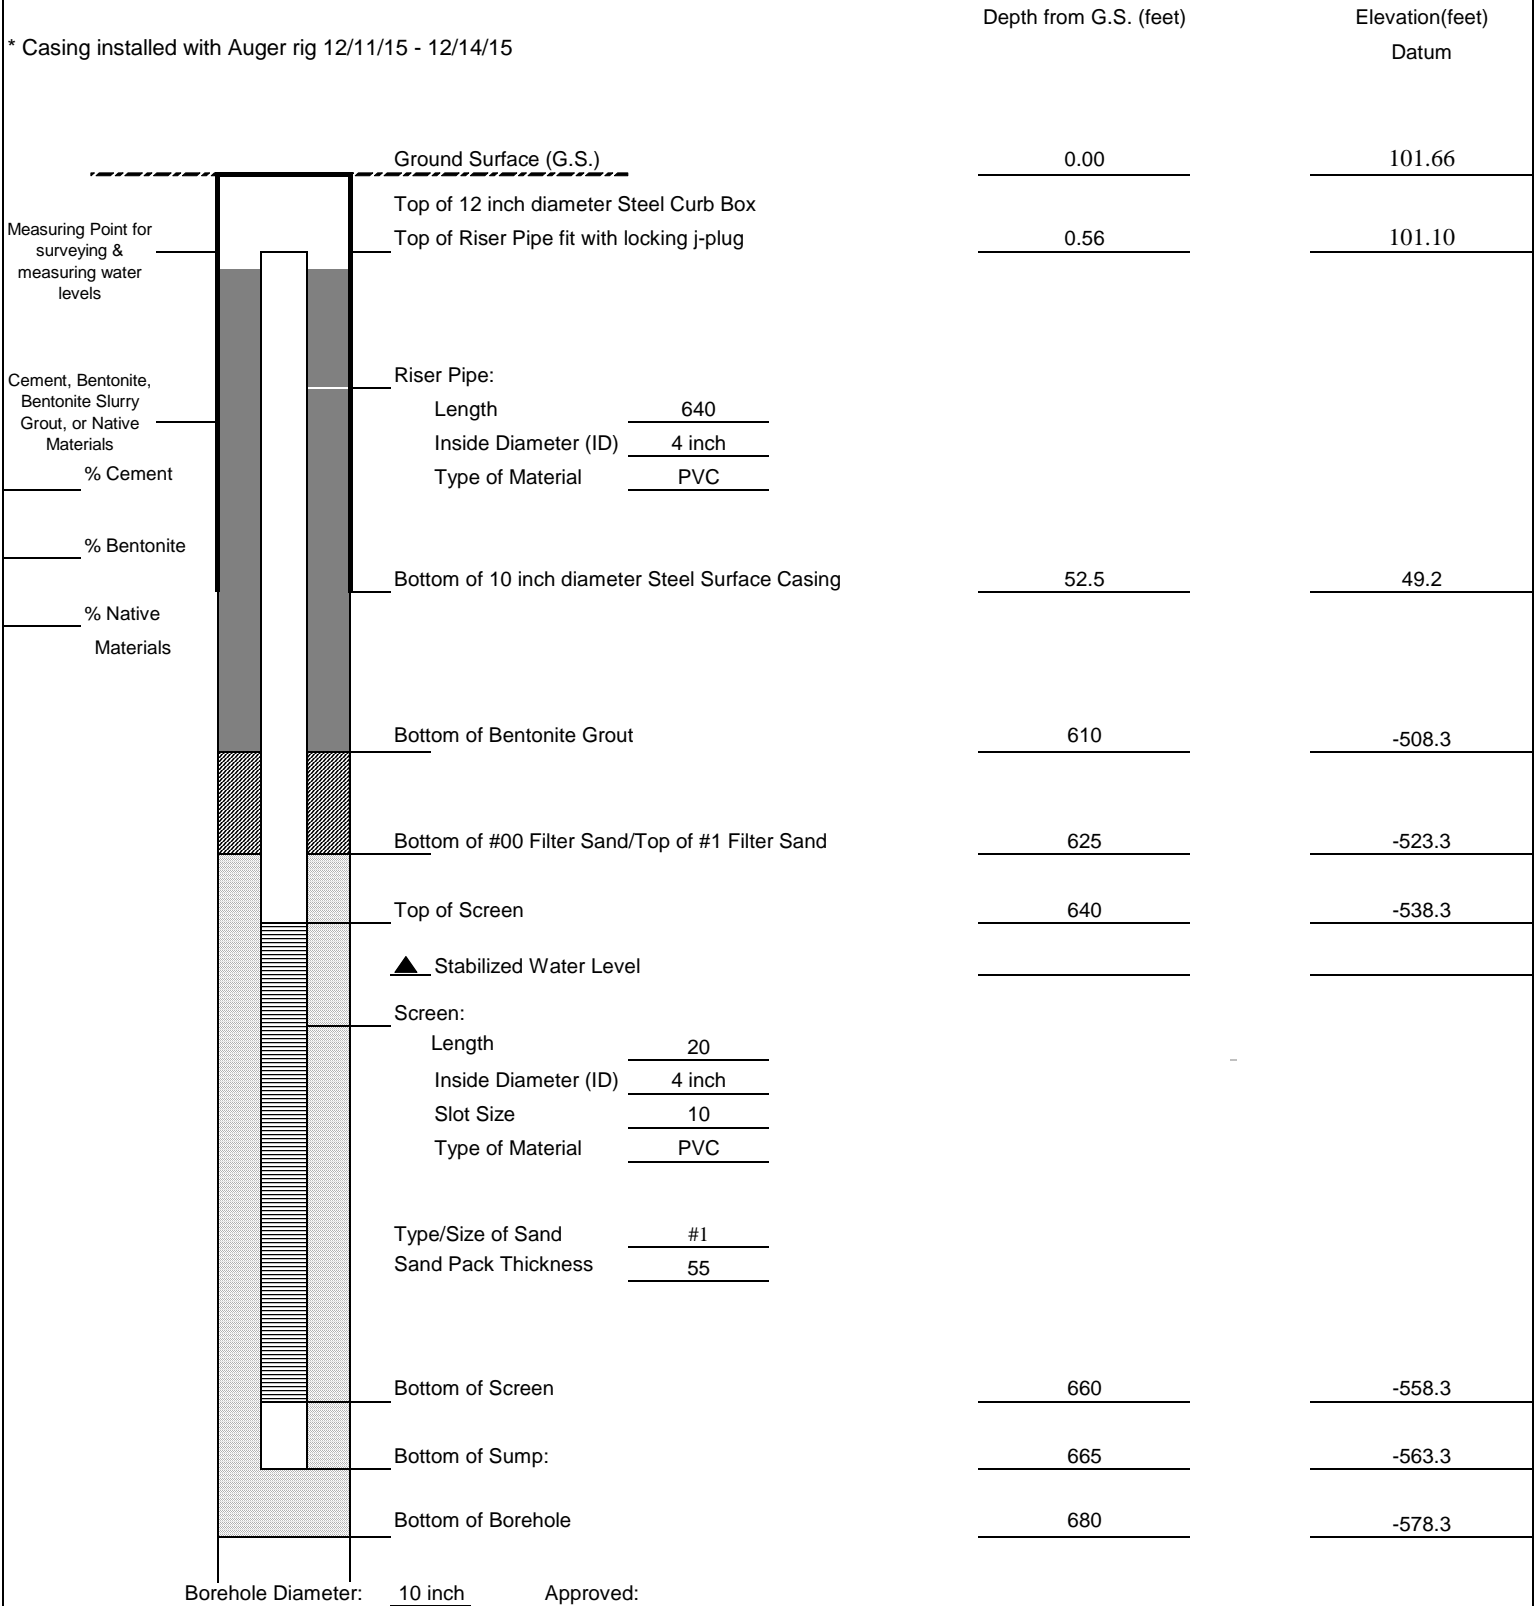 Depth from G.S. (feet) Elevation(feet)
* Casing installed with Auger rig 12/11/15 - 12/14/15 Datum
Ground Surface (G.S.) 0.00 101.66
Top of 12 inch diameter Steel Curb Box
Measuring Point for
surveying &
measuring water
levels
Top of Riser Pipe fit with locking j-plug 0.56 101.10
Riser Pipe:
Cement, Bentonite,
Bentonite Slurry
Grout, or Native
Materials
Length 640
Inside Diameter (ID) 4 inch
% Cement
Type of Material PVC
% Bentonite
Bottom of 10 inch diameter Steel Surface Casing 52.5 49.2
% Native
Materials
Bottom of Bentonite Grout 610 -508.3
Bottom of #00 Filter Sand/Top of #1 Filter Sand 625 -523.3
Top of Screen 640 -538.3
Stabilized Water Level
Screen:
Length 20
Inside Diameter (ID) 4 inch
Slot Size 10
Type of Material PVC
Type/Size of Sand #1
Sand Pack Thickness 55
Bottom of Screen 660 -558.3
Bottom of Sump: 665 -563.3
Bottom of Borehole 680 -578.3
Borehole Diameter: 10 inch Approved: